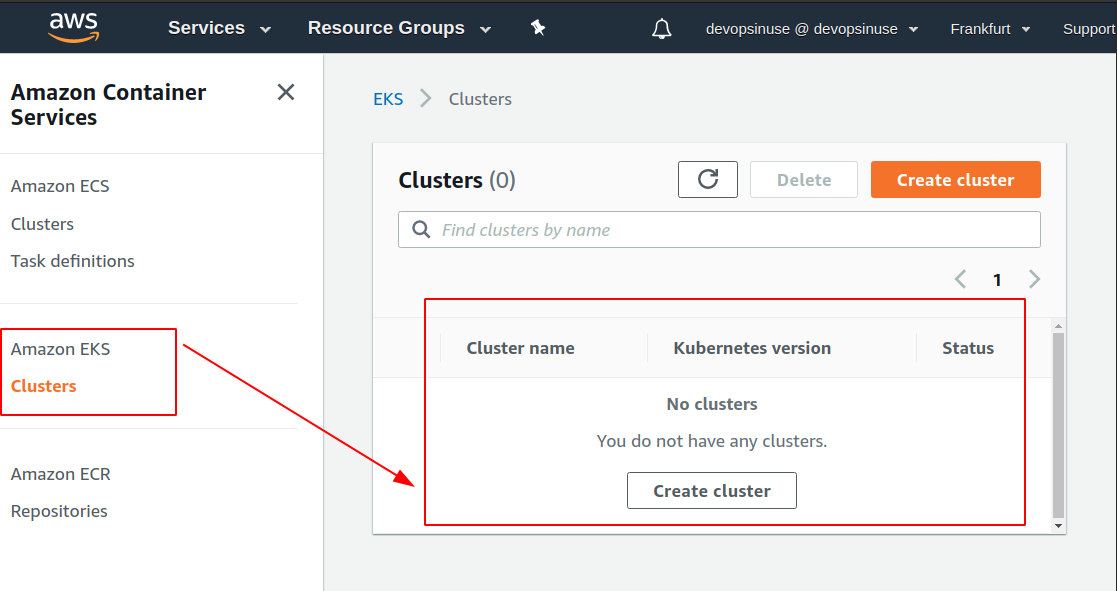 aws
Services
Resource Groups
devopsinuse @ devopsinuse
Frankfurt
Support
Amazon Container
Services
Amazon ECS
Clusters
Task definitions
Amazon EKS
Clusters
Amazon ECR
Repositories
EKS
Clusters
Clusters (0)
Delete
Create cluster
Find clusters by name
1
Cluster name
Kubernetes version
Status
No clusters
You do not have any clusters.
Create cluster